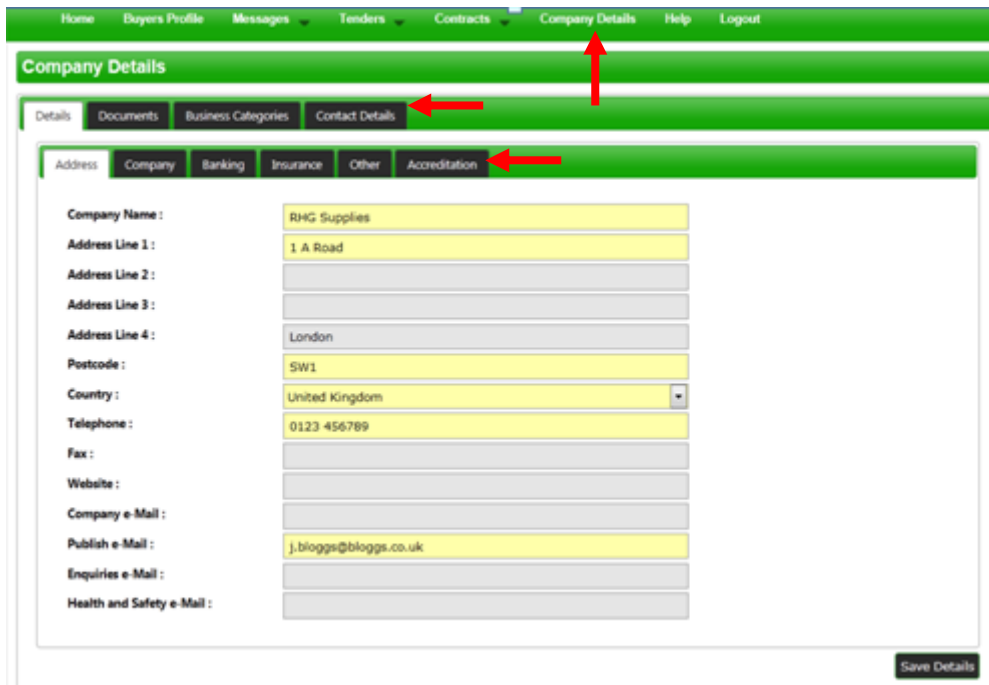 Home Buyers Profile Messages Tenders Contracts Company Details Help Logout
Company Details
Details Documents Business Categories Contact Details
Address Company Banking Insurance Other Accreditation
Company Name : RHG Supplies
Address Line 1 : 1 A Road
Address Line 2 :
Address Line 3 :
Address Line 4 : London
Postcode : SW1
Country : United Kingdom
Telephone : 0123 456789
Fax :
Website :
Company e-Mail :
Publish e-Mail : j.bloggs@bloggs.co.uk
Enquiries e-Mail :
Health and Safety e-Mail :
Save Details